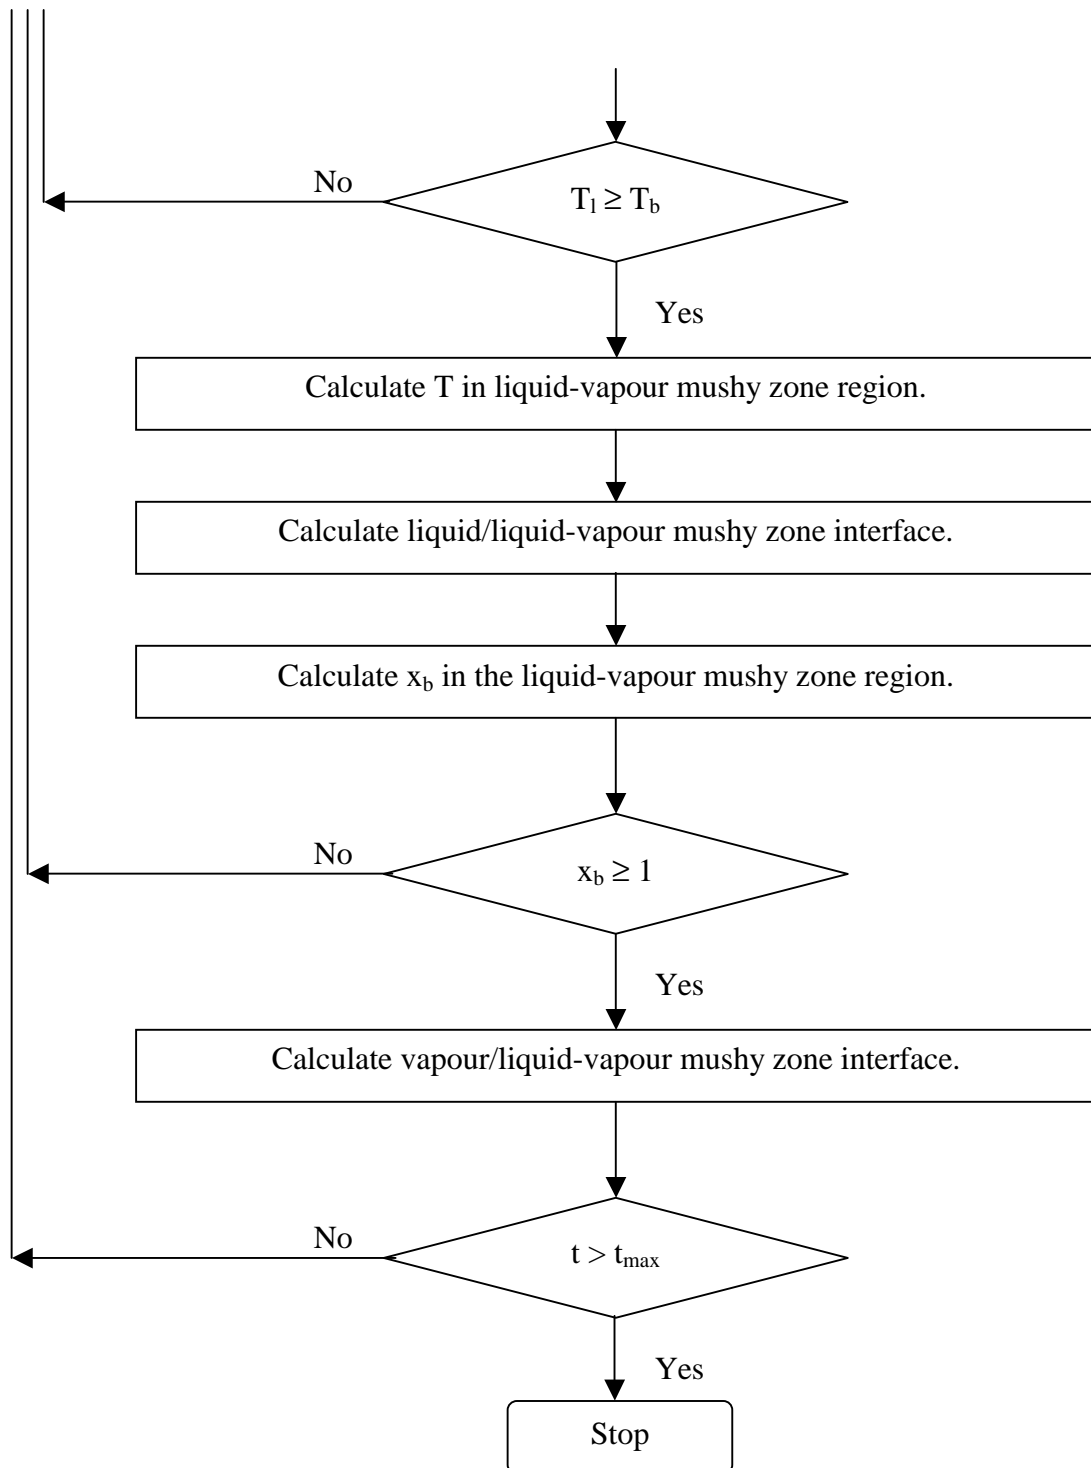 No
T_l ≥ T_b
Yes
Calculate T in liquid-vapour mushy zone region.
Calculate liquid/liquid-vapour mushy zone interface.
Calculate x_b in the liquid-vapour mushy zone region.
No
x_b ≥ 1
Yes
Calculate vapour/liquid-vapour mushy zone interface.
No
t > t_max
Yes
Stop